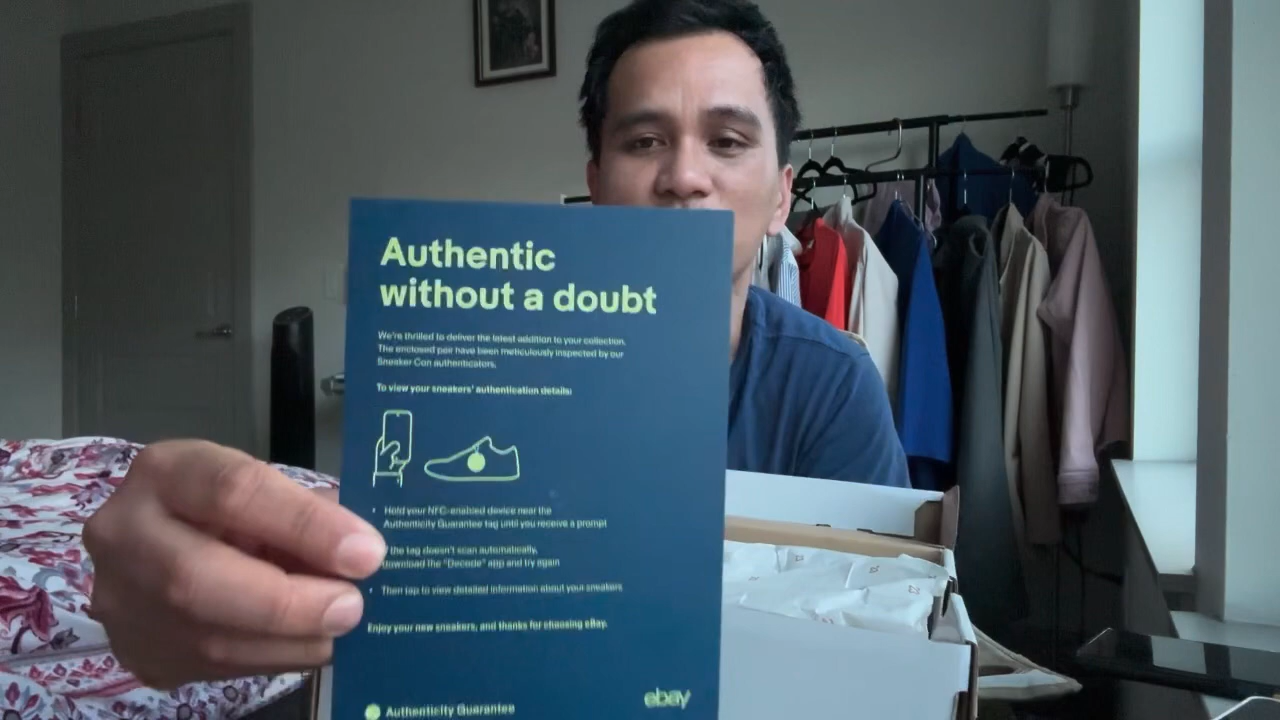 Authentic
without a doubt
We're thrilled to deliver the latest addition to your collection.
The enclosed pair have been meticulously inspected by our
Sneaker Con authenticators.
To view your sneakers' authentication details:
• Hold your NFC-enabled device near the
Authenticity Guarantee tag until you receive a prompt
the tag doesn't scan automatically,
download the "Decode" app and try again
• Then tap to view detailed information about your sneakers
Enjoy your new sneakers, and thanks for choosing eBay.
ebay
Authenticity Guarantee